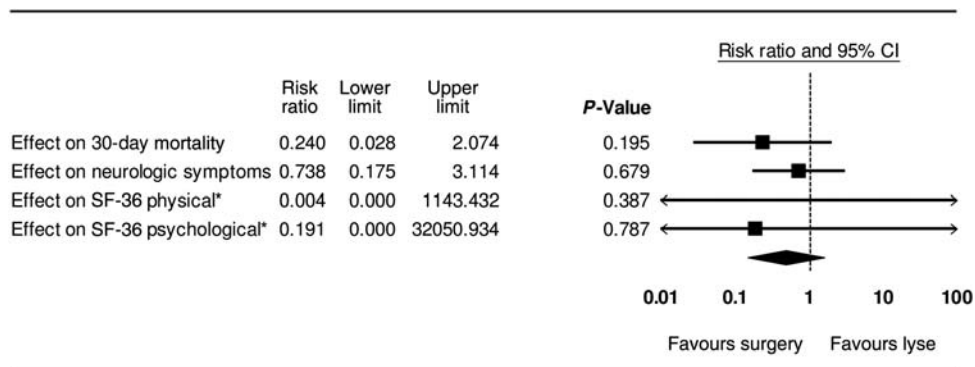 Risk ratio and 95% CI
Risk ratio Lower limit Upper limit P-Value
Effect on 30-day mortality 0.240 0.028 2.074 0.195
Effect on neurologic symptoms 0.738 0.175 3.114 0.679
Effect on SF-36 physical* 0.004 0.000 1143.432 0.387
Effect on SF-36 psychological* 0.191 0.000 32050.934 0.787
0.01 0.1 1 10 100
Favours surgery Favours lyse